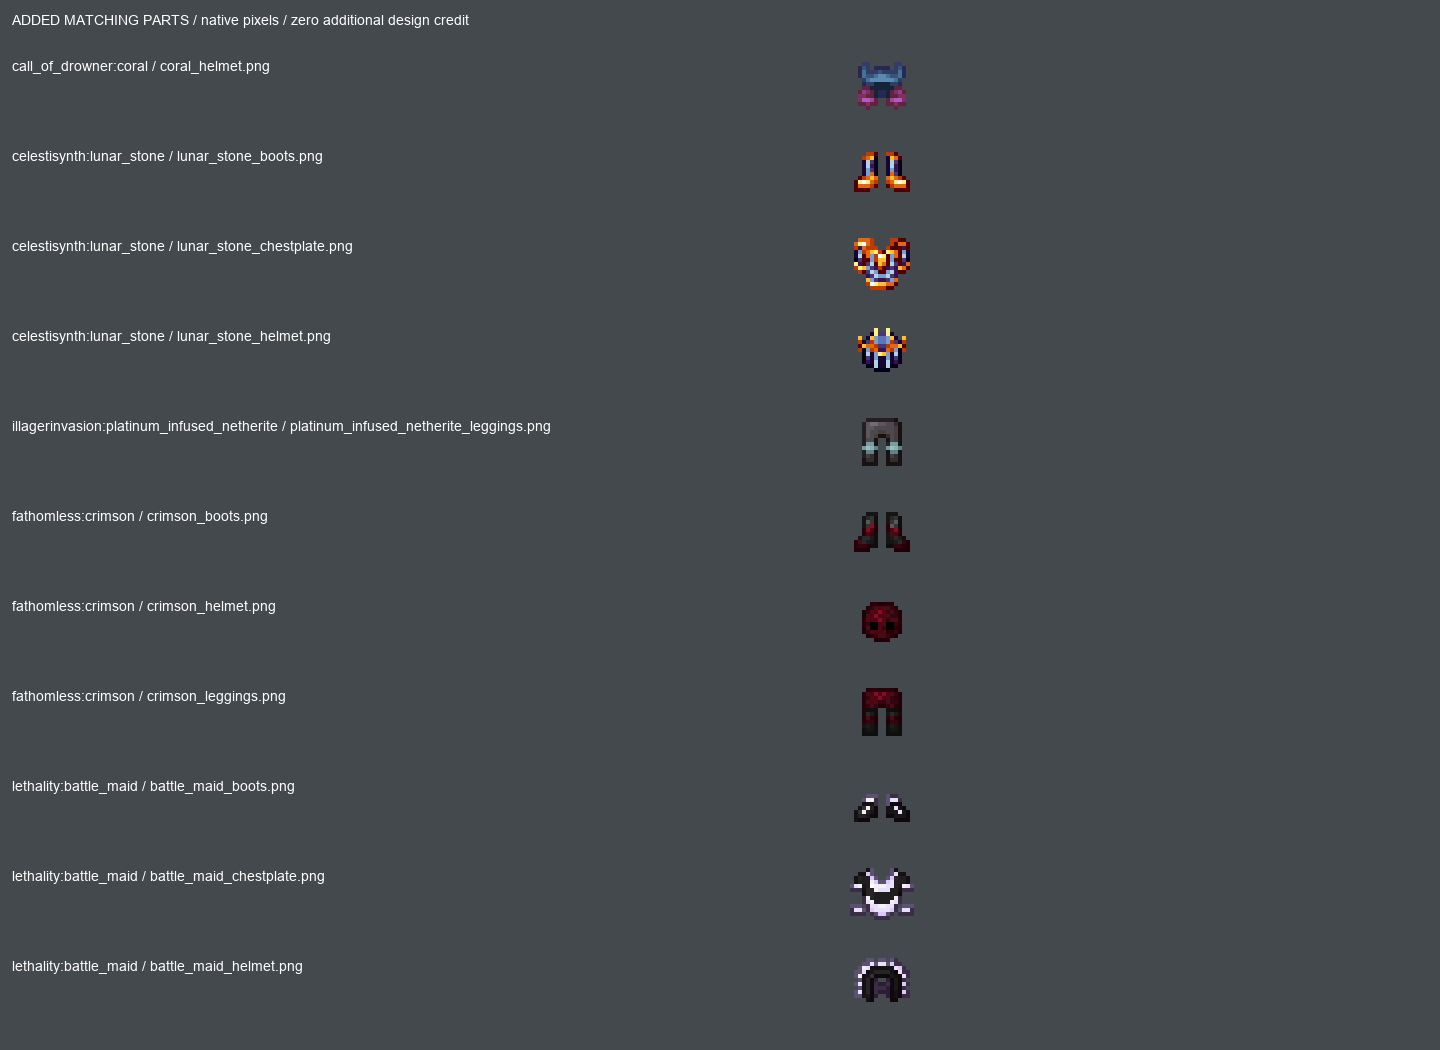 ADDED MATCHING PARTS / native pixels / zero additional design credit
call_of_drowner:coral / coral_helmet.png
celestisynth:lunar_stone / lunar_stone_boots.png
celestisynth:lunar_stone / lunar_stone_chestplate.png
celestisynth:lunar_stone / lunar_stone_helmet.png
illagerinvasion:platinum_infused_netherite / platinum_infused_netherite_leggings.png
fathomless:crimson / crimson_boots.png
fathomless:crimson / crimson_helmet.png
fathomless:crimson / crimson_leggings.png
lethality:battle_maid / battle_maid_boots.png
lethality:battle_maid / battle_maid_chestplate.png
lethality:battle_maid / battle_maid_helmet.png